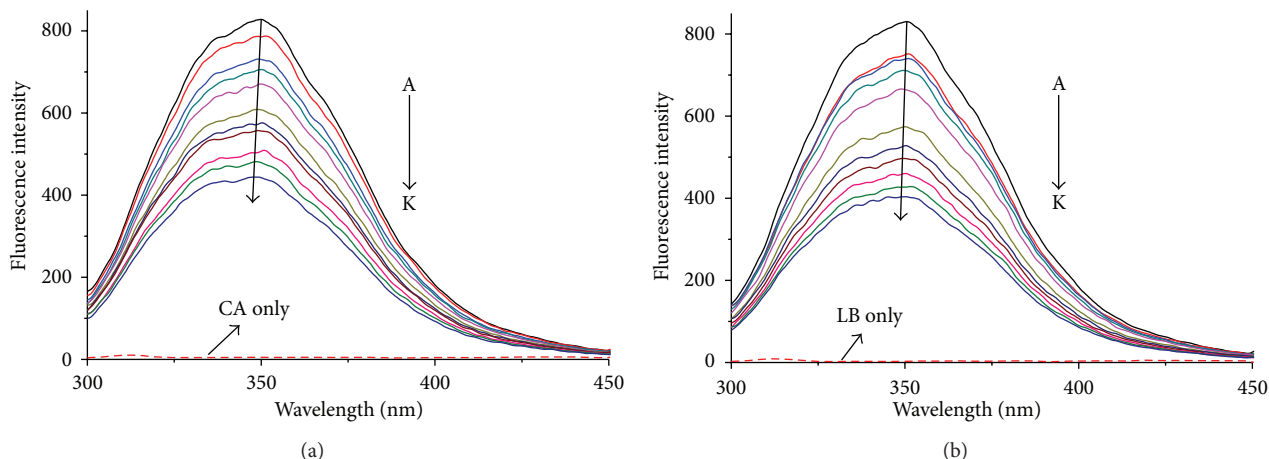 800
600
400
200
0
Fluorescence intensity
A
K
CA only
300
350
400
450
Wavelength (nm)
(a)
800
600
400
200
0
Fluorescence intensity
A
K
LB only
300
350
400
450
Wavelength (nm)
(b)